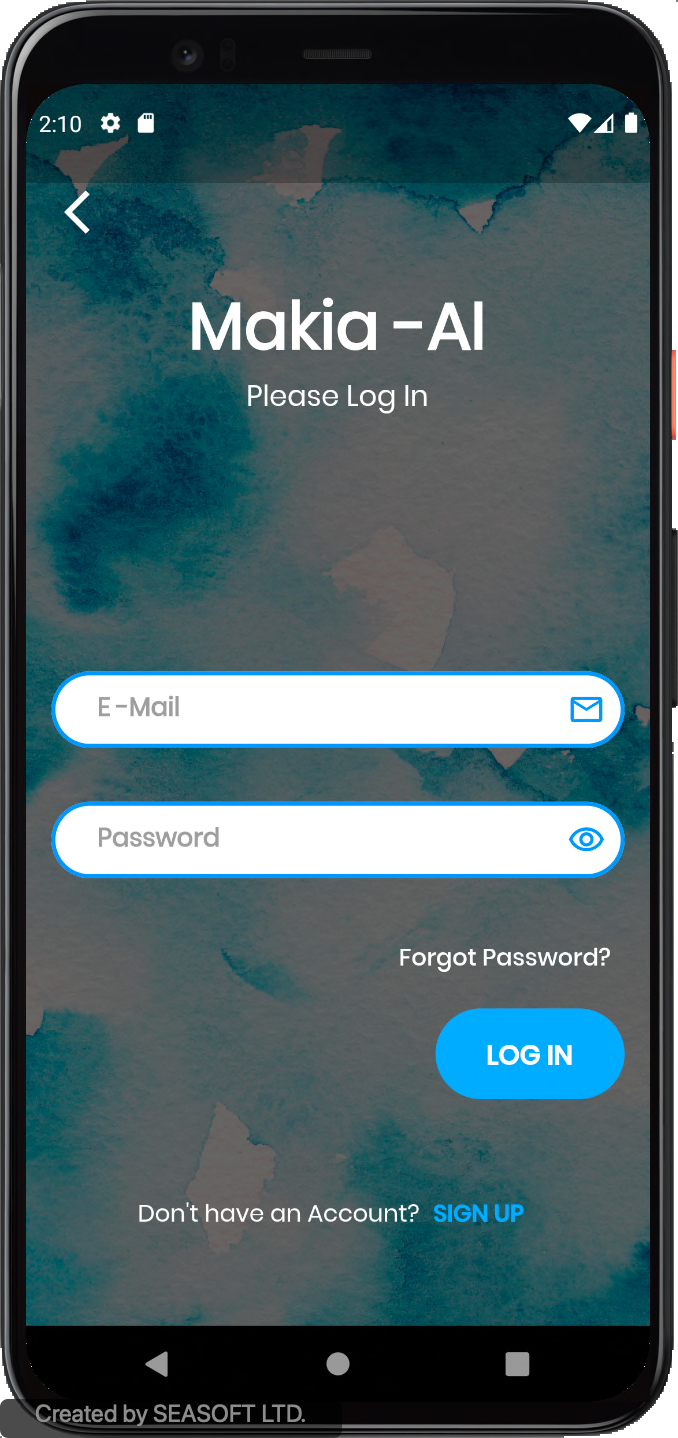 2:10
Makia -AI
Please Log In
E -Mail
Password
Forgot Password?
LOG IN
Don't have an Account? SIGN UP
Created by SEASOFT LTD.